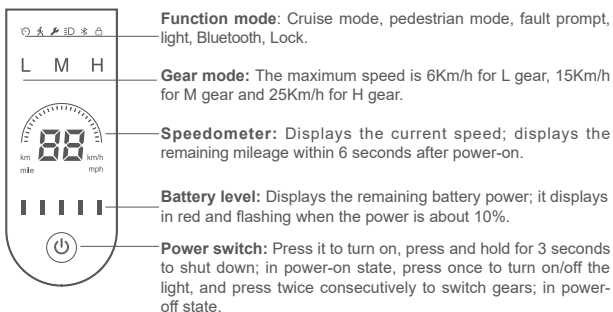 Function mode: Cruise mode, pedestrian mode, fault prompt,
light, Bluetooth, Lock.
L M H
Gear mode: The maximum speed is 6Km/h for L gear, 15Km/h
for M gear and 25Km/h for H gear.
Speedometer: Displays the current speed; displays the
remaining mileage within 6 seconds after power-on.
88
km km/h
mile mph
Battery level: Displays the remaining battery power; it displays
in red and flashing when the power is about 10%.
Power switch: Press it to turn on, press and hold for 3 seconds
to shut down; in power-on state, press once to turn on/off the
light, and press twice consecutively to switch gears; in power-
off state.